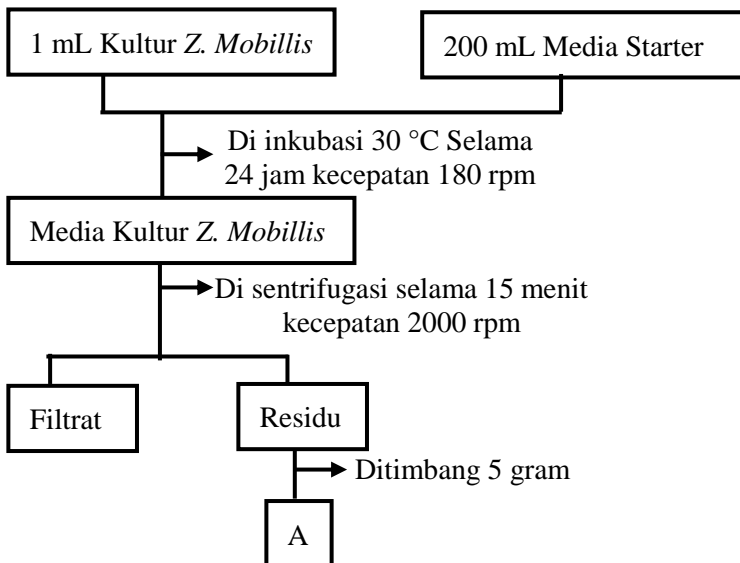 1 mL Kultur Z. Mobillis
200 mL Media Starter
Di inkubasi 30 °C Selama
24 jam kecepatan 180 rpm
Media Kultur Z. Mobillis
Di sentrifugasi selama 15 menit
kecepatan 2000 rpm
Filtrat
Residu
Ditimbang 5 gram
A